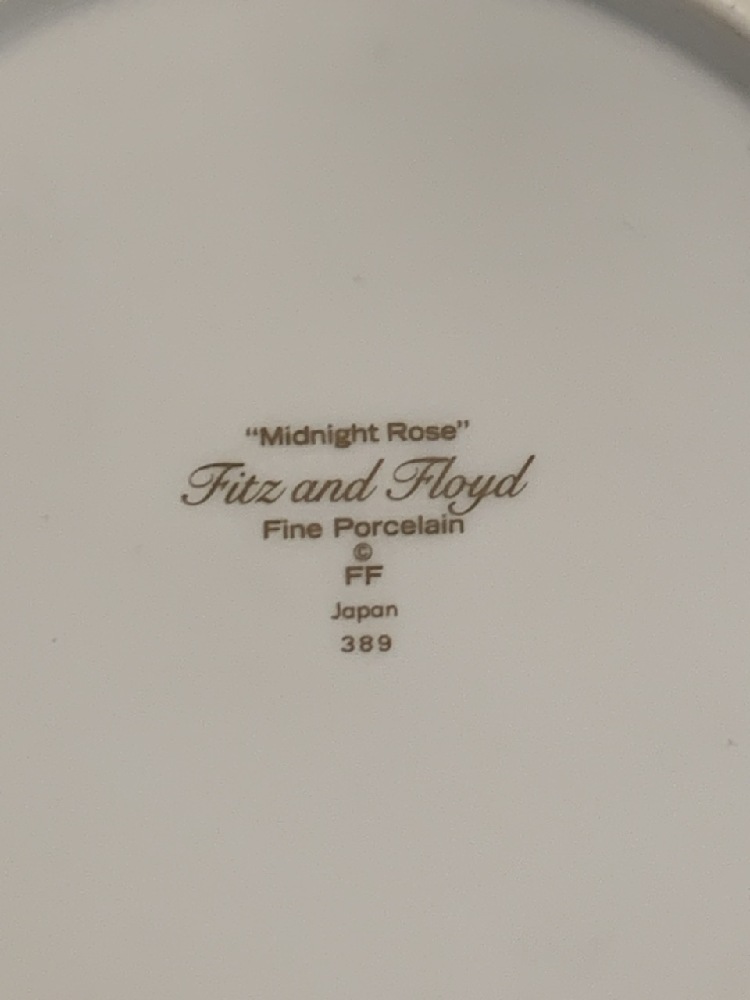 “Midnight Rose”
Fitz and Floyd
Fine Porcelain
©
FF
Japan
389